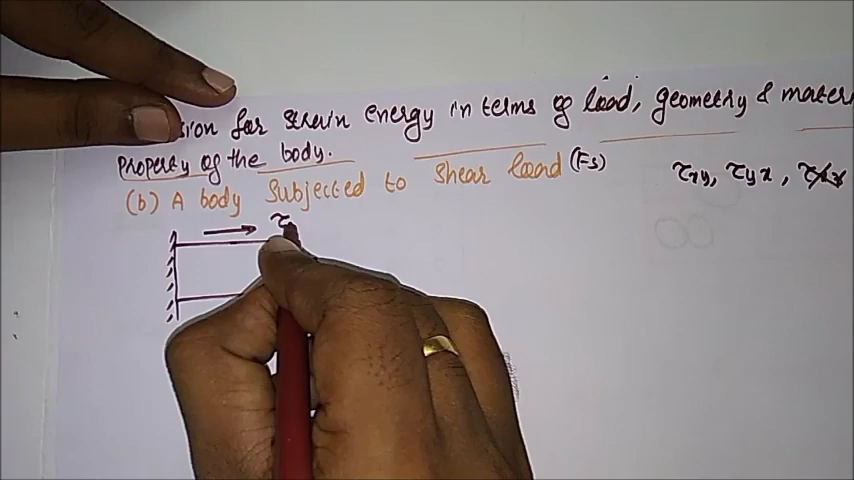 sion for strain energy in terms of load, geometry & materi
property of the body.
(b) A body subjected to shear load (Fs)
τxy, τyx,
τ